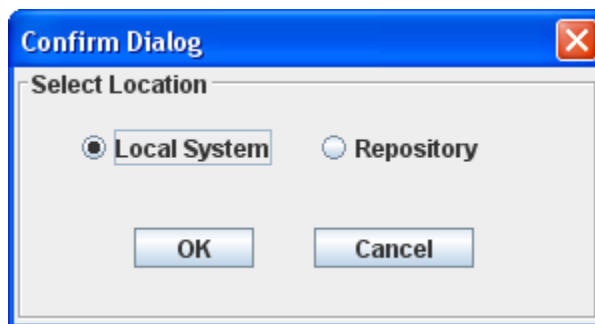 Confirm Dialog
Select Location
Local System Repository
OK Cancel